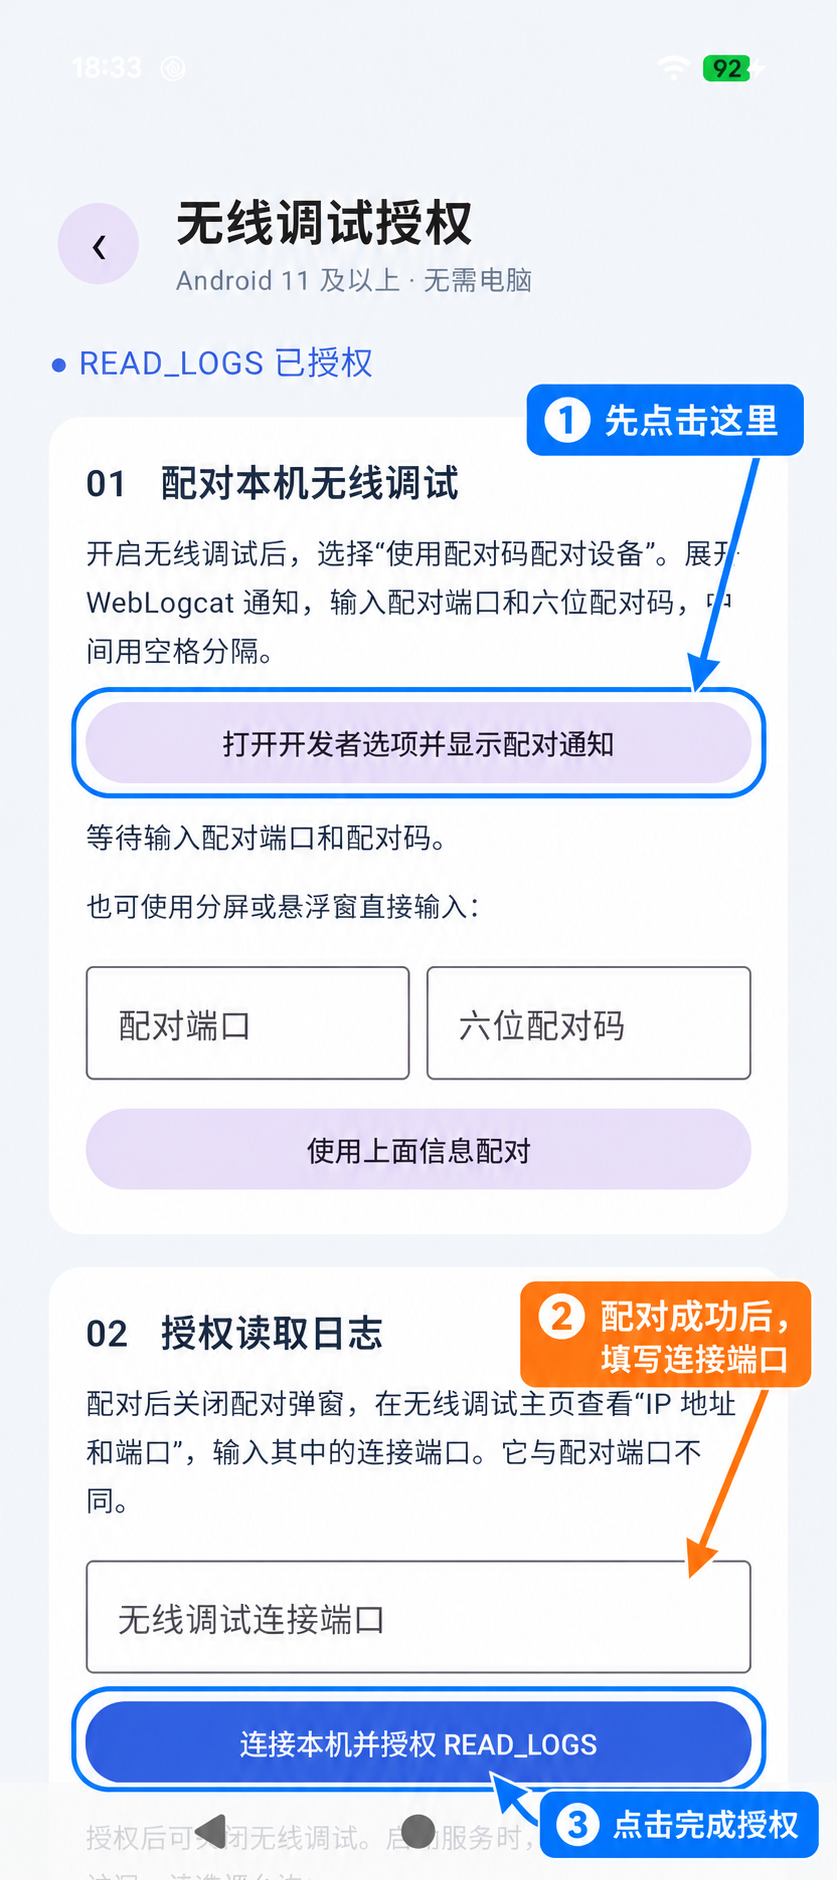 18:33
92
无线调试授权
Android 11 及以上 · 无需电脑
READ_LOGS 已授权
1 先点击这里
01 配对本机无线调试
开启无线调试后，选择“使用配对码配对设备”。展开
WebLogcat 通知，输入配对端口和六位配对码，中
间用空格分隔。
打开开发者选项并显示配对通知
等待输入配对端口和配对码。
也可使用分屏或悬浮窗直接输入：
配对端口
六位配对码
使用上面信息配对
2 配对成功后，
填写连接端口
02 授权读取日志
配对后关闭配对弹窗，在无线调试主页查看“IP 地址
和端口”，输入其中的连接端口。它与配对端口不
同。
无线调试连接端口
连接本机并授权 READ_LOGS
3 点击完成授权
授权后可关闭无线调试。启动服务时，